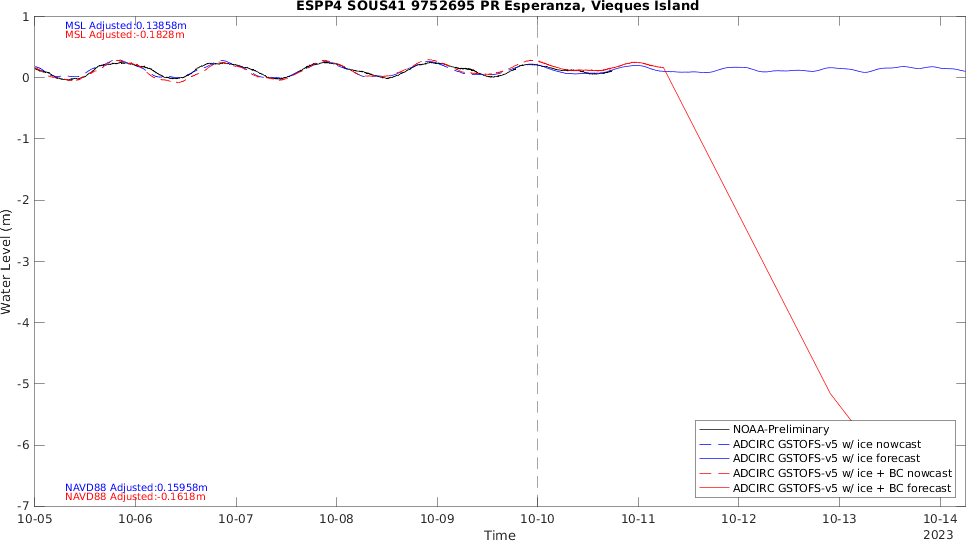 ESPP4 SOUS41 9752695 PR Esperanza, Vieques Island
MSL Adjusted:0.13858m
MSL Adjusted:-0.1828m
1
0
-1
-2
-3
-4
-5
-6
-7
Water Level (m)
NOAA-Preliminary
ADCIRC GSTOFS-v5 w/ ice nowcast
ADCIRC GSTOFS-v5 w/ ice forecast
ADCIRC GSTOFS-v5 w/ ice + BC nowcast
ADCIRC GSTOFS-v5 w/ ice + BC forecast
NAVD88 Adjusted:0.15958m
NAVD88 Adjusted:-0.1618m
10-05 10-06 10-07 10-08 10-09 10-10 10-11 10-12 10-13 10-14
Time
2023